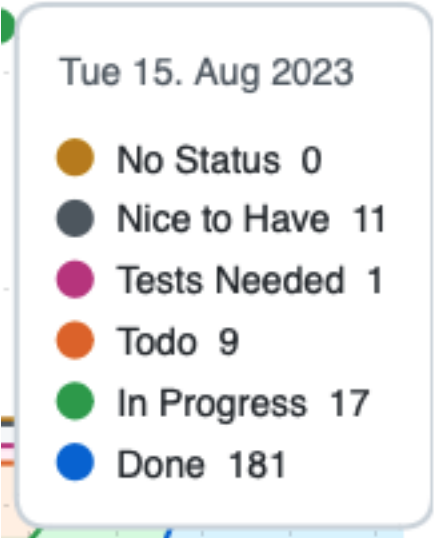 Tue 15. Aug 2023
No Status 0
Nice to Have 11
Tests Needed 1
Todo 9
In Progress 17
Done 181